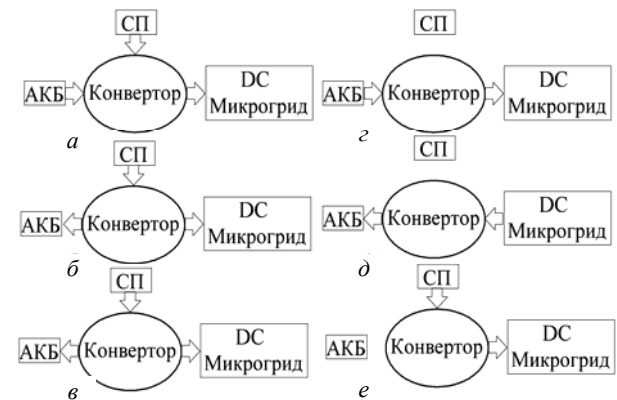 СП
АКБ
Конвертор
DC
Микрогрид
а
СП
АКБ
Конвертор
DC
Микрогрид
г
СП
АКБ
Конвертор
DC
Микрогрид
б
СП
АКБ
Конвертор
DC
Микрогрид
д
СП
АКБ
Конвертор
DC
Микрогрид
в
СП
АКБ
Конвертор
DC
Микрогрид
е